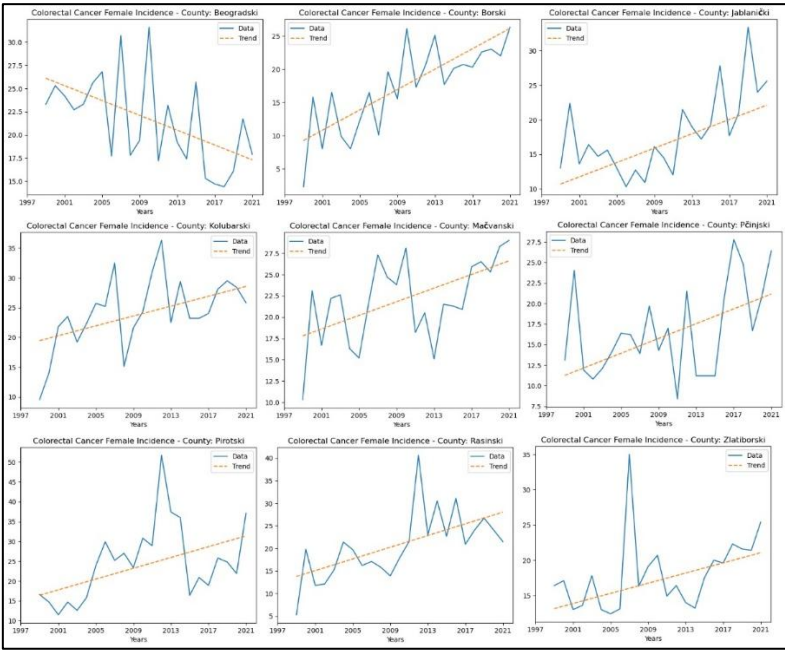 Colorectal Cancer Female Incidence - County: Beogradski
Data
Trend
30.0
27.5
25.0
22.5
20.0
17.5
15.0
1997 2001 2005 2009 2013 2017 2021
Years
Colorectal Cancer Female Incidence - County: Borski
Data
Trend
25
20
15
10
5
1997 2001 2005 2009 2013 2017 2021
Years
Colorectal Cancer Female Incidence - County: Jablanički
Data
Trend
30
25
20
15
10
1997 2001 2005 2009 2013 2017 2021
Years
Colorectal Cancer Female Incidence - County: Kolubarski
Data
Trend
35
30
25
20
15
10
1997 2001 2005 2009 2013 2017 2021
Years
Colorectal Cancer Female Incidence - County: Mačvanski
Data
Trend
27.5
25.0
22.5
20.0
17.5
15.0
12.5
10.0
1997 2001 2005 2009 2013 2017 2021
Years
Colorectal Cancer Female Incidence - County: Pčinjski
Data
Trend
27.5
25.0
22.5
20.0
17.5
15.0
12.5
10.0
7.5
1997 2001 2005 2009 2013 2017 2021
Years
Colorectal Cancer Female Incidence - County: Pirotski
Data
Trend
50
45
40
35
30
25
20
15
10
1997 2001 2005 2009 2013 2017 2021
Years
Colorectal Cancer Female Incidence - County: Rasinski
Data
Trend
40
35
30
25
20
15
10
5
1997 2001 2005 2009 2013 2017 2021
Years
Colorectal Cancer Female Incidence - County: Zlatiborski
Data
Trend
35
30
25
20
15
1997 2001 2005 2009 2013 2017 2021
Years